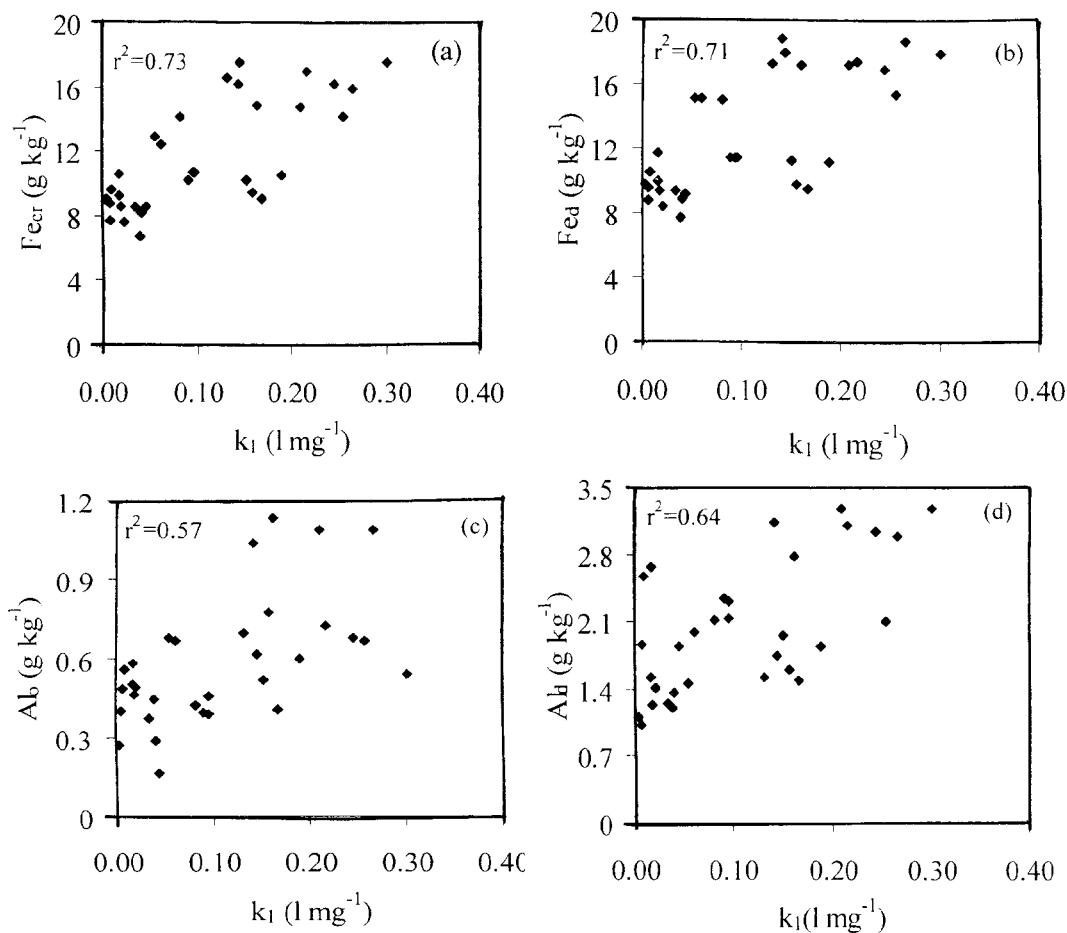 20
16
12
8
4
0
Fecr (g kg-1)
r2=0.73
(a)
0.00 0.10 0.20 0.30 0.40
k1 (l mg-1)
20
16
12
8
4
0
Fed (g kg-1)
r2=0.71
(b)
0.00 0.10 0.20 0.30 0.40
k1 (l mg-1)
1.2
0.9
0.6
0.3
0
Alo (g kg-1)
r2=0.57
(c)
0.00 0.10 0.20 0.30 0.40
k1 (l mg-1)
3.5
2.8
2.1
1.4
0.7
0
Ald (g kg-1)
r2=0.64
(d)
0.00 0.10 0.20 0.30 0.40
k1(l mg-1)